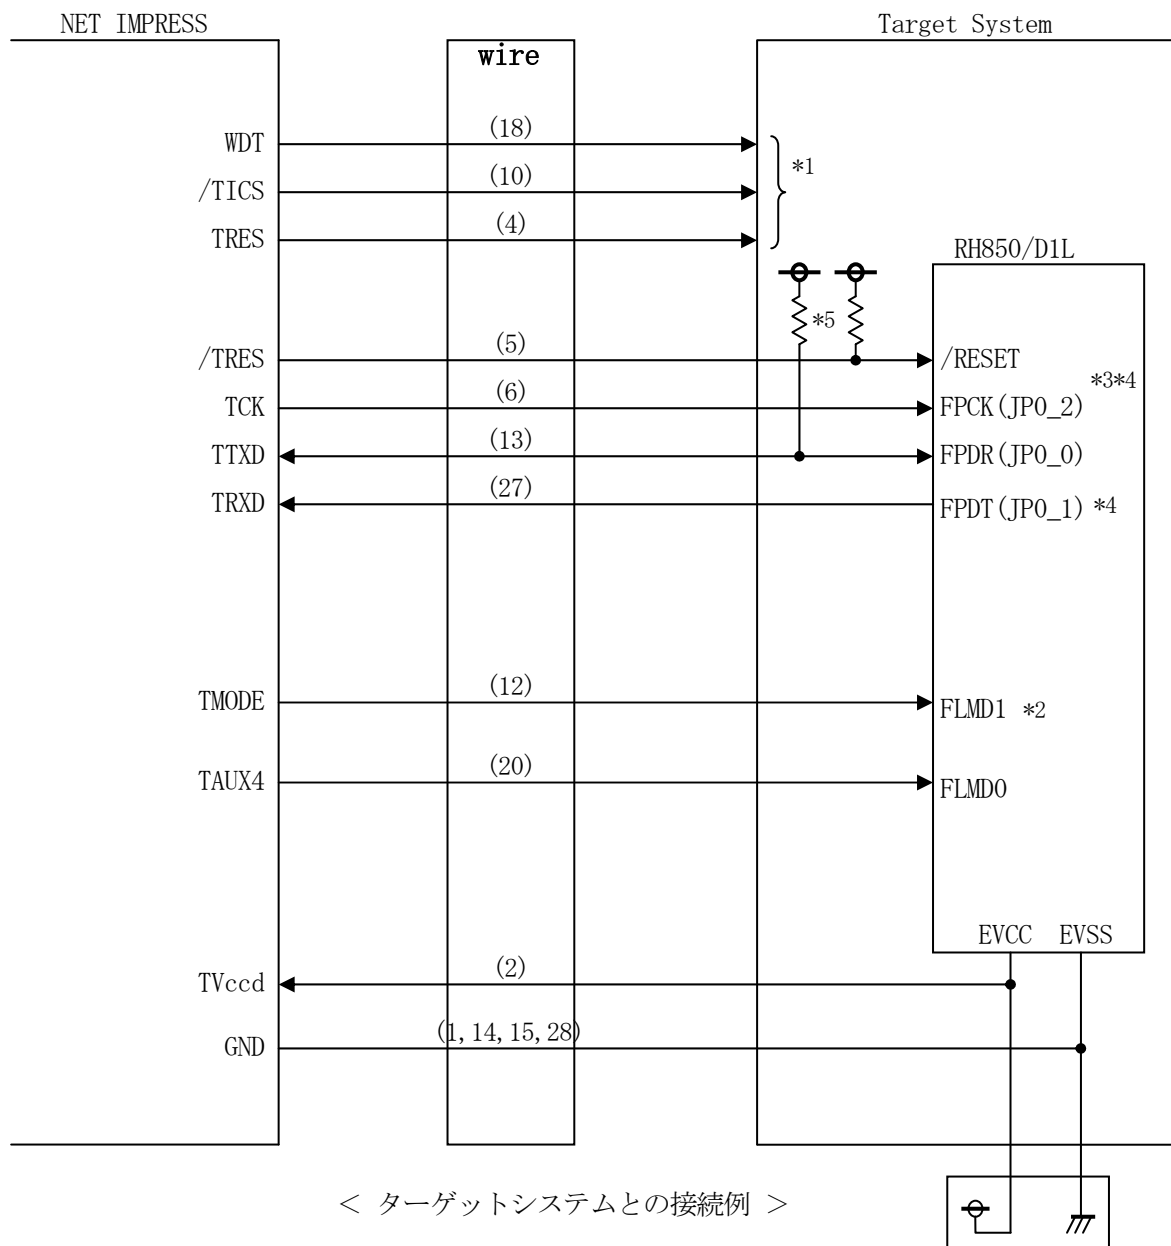 NET IMPRESS
wire
Target System
WDT (18)
/TICS (10) *1
TRES (4)
RH850/D1L
*5
/TRES (5) /RESET
*3*4
TCK (6) FPCK(JP0_2)
TTXD (13) FPDR(JP0_0)
TRXD (27) FPDT(JP0_1) *4
TMODE (12) FLMD1 *2
TAUX4 (20) FLMD0
EVCC EVSS
TVccd (2)
GND (1,14,15,28)
< ターゲットシステムとの接続例 >